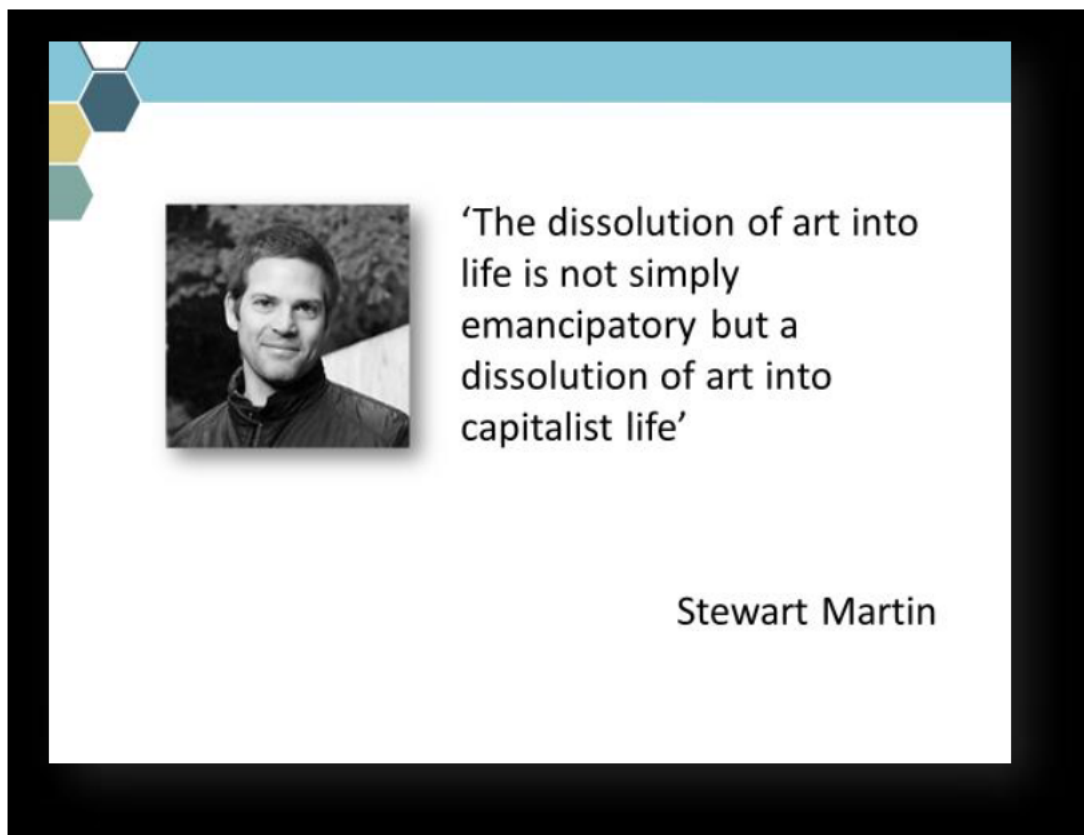 ‘The dissolution of art into
life is not simply
emancipatory but a
dissolution of art into
capitalist life’
Stewart Martin